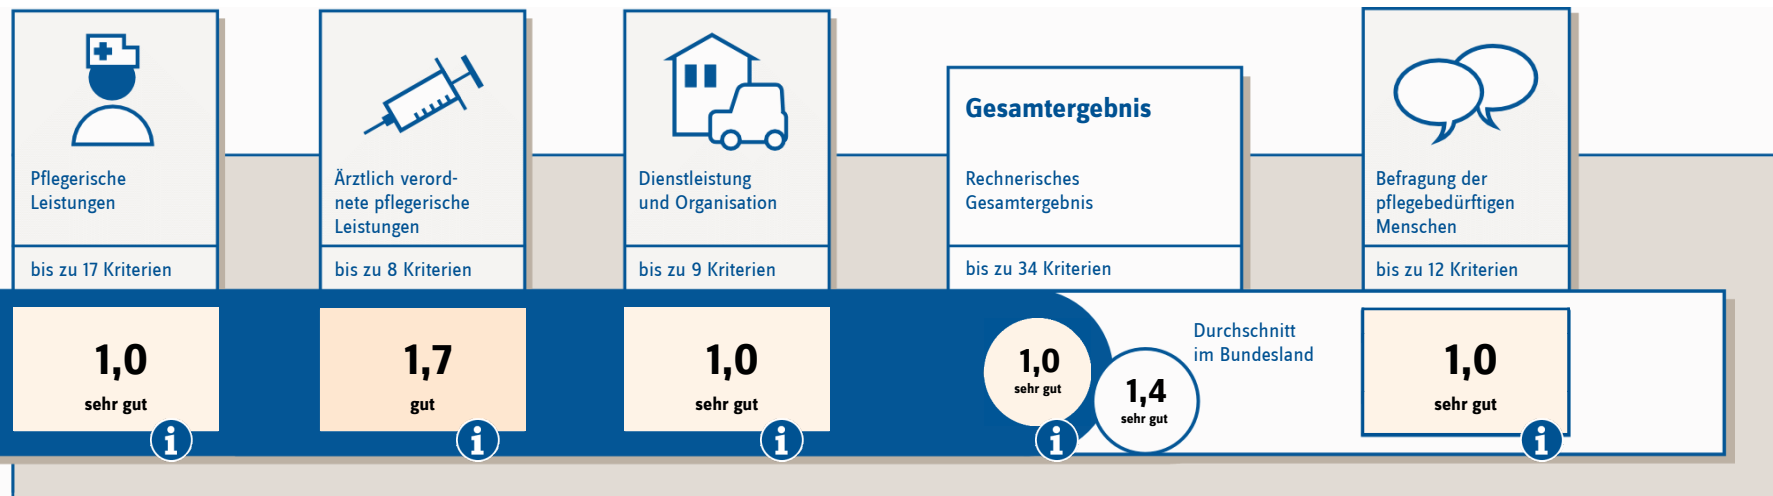 Pflegerische
Leistungen
bis zu 17 Kriterien
1,0
sehr gut
i
Ärztlich verord-
nete pflegerische
Leistungen
bis zu 8 Kriterien
1,7
gut
i
Dienstleistung
und Organisation
bis zu 9 Kriterien
1,0
sehr gut
i
Gesamtergebnis
Rechnerisches
Gesamtergebnis
bis zu 34 Kriterien
1,0
sehr gut
i
1,4
sehr gut
Durchschnitt
im Bundesland
Befragung der
pflegebedürftigen
Menschen
bis zu 12 Kriterien
1,0
sehr gut
i